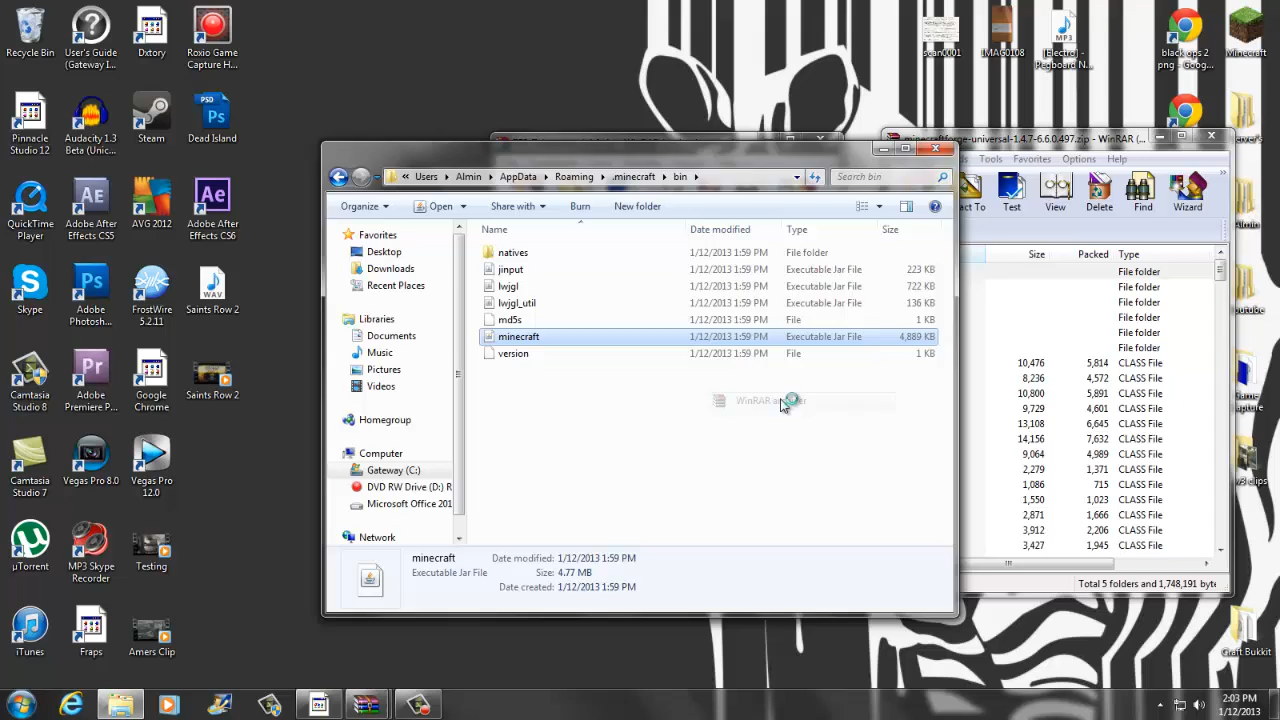 Recycle Bin
User's Guide
(Gateway I...
Dxtory
Roxio Game
Capture H...
Pinnacle
Studio 12
Audacity 1.3
Beta (Unic...
Steam
PSD
Dead Island
QuickTime
Player
Adobe After
Effects CS5
AVG 2012
Adobe After
Effects CS6
Skype
Adobe
Photosh...
FrostWire
5.2.11
WAV
Saints Row 2
Camtasia
Studio 8
Adobe
Premiere P...
Google
Chrome
Saints Row 2
Camtasia
Studio 7
Vegas Pro 8.0
Vegas Pro
12.0
µTorrent
MP3 Skype
Recorder
Testing
iTunes
Fraps
Amers Clip
scan0001
IMAG0108
MP3
[Electro] -
Pegboard N...
black ops 2
png - Goog...
Minecraft
Server's
Almin
Youtube
Game
Capture
clips
Craft Bukkit
minecraftforge-universal-1.4.7-6.6.0.497.zip - WinRAR (...
Tools Favorites Options Help
Test View Delete Find Wizard
Size Packed Type
File folder
File folder
File folder
File folder
File folder
File folder
10,476 5,814 CLASS File
8,236 4,572 CLASS File
10,800 5,891 CLASS File
9,729 4,601 CLASS File
13,108 6,645 CLASS File
14,156 7,632 CLASS File
9,064 4,989 CLASS File
2,279 1,371 CLASS File
1,086 715 CLASS File
1,550 1,023 CLASS File
2,871 1,666 CLASS File
3,912 2,206 CLASS File
3,427 1,945 CLASS File
Total 5 folders and 1,748,191 byte
« Users ▸ Almin ▸ AppData ▸ Roaming ▸ .minecraft ▸ bin ▸
Search bin
Organize Open Share with Burn New folder
Name Date modified Type Size
natives 1/12/2013 1:59 PM File folder
jinput 1/12/2013 1:59 PM Executable Jar File 223 KB
lwjgl 1/12/2013 1:59 PM Executable Jar File 722 KB
lwjgl_util 1/12/2013 1:59 PM Executable Jar File 136 KB
md5s 1/12/2013 1:59 PM File 1 KB
minecraft 1/12/2013 1:59 PM Executable Jar File 4,889 KB
version 1/12/2013 1:59 PM File 1 KB
WinRAR
Favorites
Desktop
Downloads
Recent Places
Libraries
Documents
Music
Pictures
Videos
Homegroup
Computer
Gateway (C:)
DVD RW Drive (D:) R
Microsoft Office 201
Network
minecraft Date modified: 1/12/2013 1:59 PM
Executable Jar File Size: 4.77 MB
Date created: 1/12/2013 1:59 PM
2:03 PM
1/12/2013